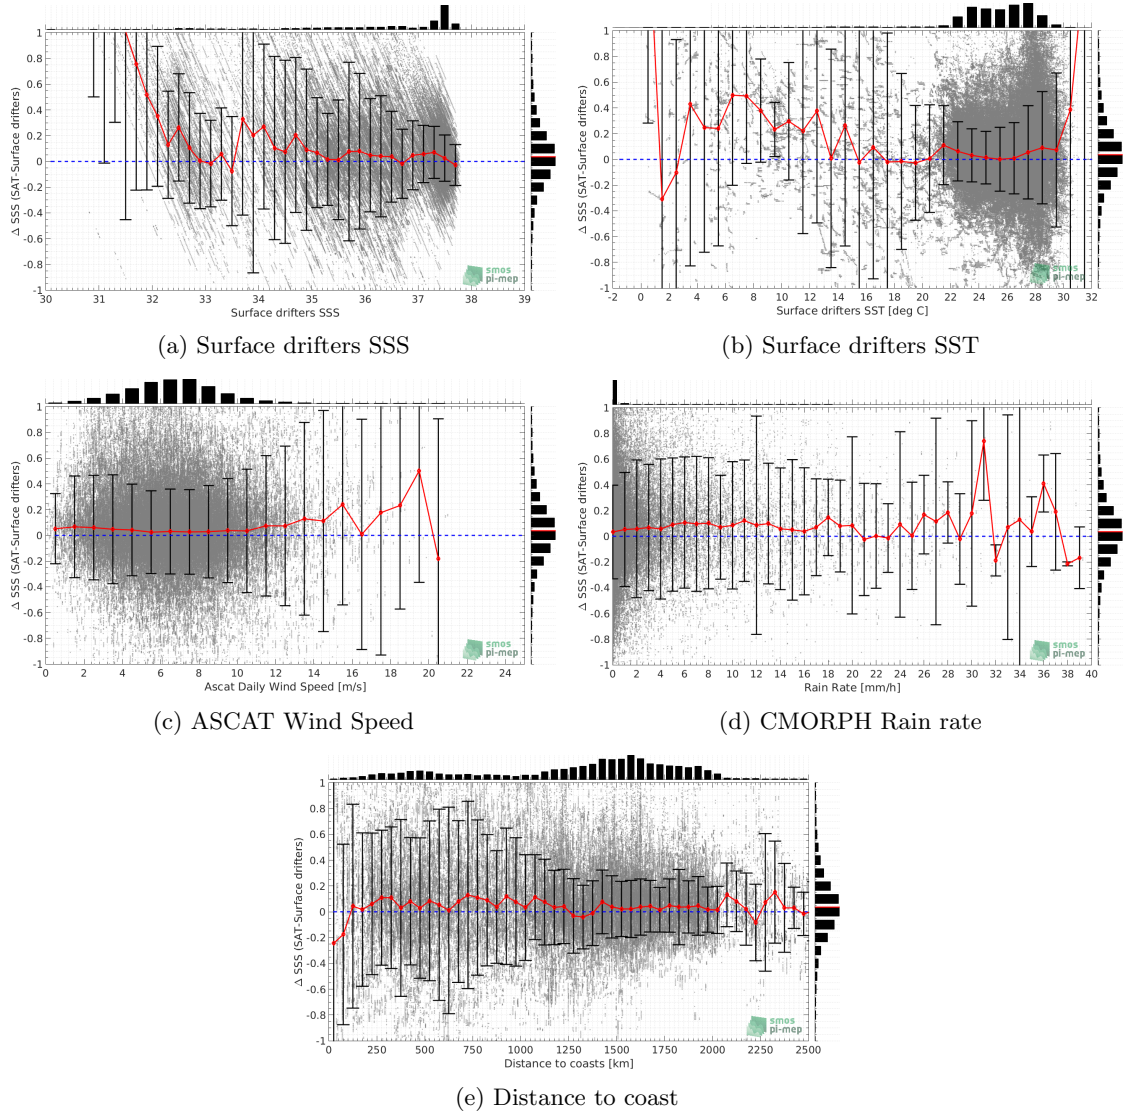 1
0.8
0.6
0.4
0.2
0
-0.2
-0.4
-0.6
-0.8
-1
Δ SSS (SAT-Surface drifters)
30 31 32 33 34 35 36 37 38 39
Surface drifters SSS
smos
pi-mep
(a) Surface drifters SSS
1
0.8
0.6
0.4
0.2
0
-0.2
-0.4
-0.6
-0.8
-1
Δ SSS (SAT-Surface drifters)
-2 0 2 4 6 8 10 12 14 16 18 20 22 24 26 28 30 32
Surface drifters SST [deg C]
smos
pi-mep
(b) Surface drifters SST
1
0.8
0.6
0.4
0.2
0
-0.2
-0.4
-0.6
-0.8
-1
Δ SSS (SAT-Surface drifters)
0 2 4 6 8 10 12 14 16 18 20 22 24
Ascat Daily Wind Speed [m/s]
smos
pi-mep
(c) ASCAT Wind Speed
1
0.8
0.6
0.4
0.2
0
-0.2
-0.4
-0.6
-0.8
-1
Δ SSS (SAT-Surface drifters)
0 2 4 6 8 10 12 14 16 18 20 22 24 26 28 30 32 34 36 38 40
Rain Rate [mm/h]
smos
pi-mep
(d) CMORPH Rain rate
1
0.8
0.6
0.4
0.2
0
-0.2
-0.4
-0.6
-0.8
-1
Δ SSS (SAT-Surface drifters)
0 250 500 750 1000 1250 1500 1750 2000 2250 2500
Distance to coasts [km]
smos
pi-mep
(e) Distance to coast